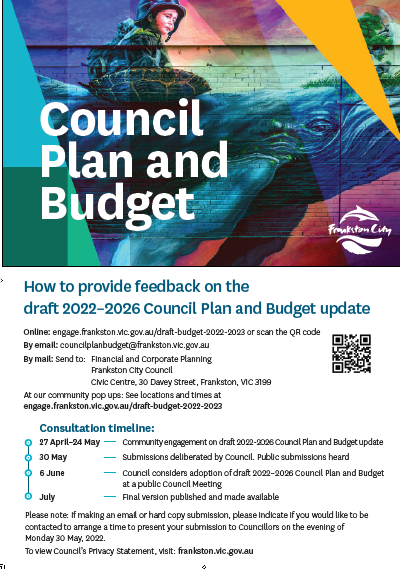 Council
Plan and
Budget
Frankston City
How to provide feedback on the
draft 2022–2026 Council Plan and Budget update
Online: engage.frankston.vic.gov.au/draft-budget-2022-2023 or scan the QR code
By email: councilplanbudget@frankston.vic.gov.au
By mail: Send to: Financial and Corporate Planning
Frankston City Council
Civic Centre, 30 Davey Street, Frankston, VIC 3199
At our community pop ups: See locations and times at
engage.frankston.vic.gov.au/draft-budget-2022-2023
Consultation timeline:
27 April–24 May — Community engagement on draft 2022-2026 Council Plan and Budget update
30 May — Submissions deliberated by Council. Public submissions heard
6 June — Council considers adoption of draft 2022–2026 Council Plan and Budget
at a public Council Meeting
July — Final version published and made available
Please note: If making an email or hard copy submission, please indicate if you would like to be
contacted to arrange a time to present your submission to Councillors on the evening of
Monday 30 May, 2022.
To view Council's Privacy Statement, visit: frankston.vic.gov.au